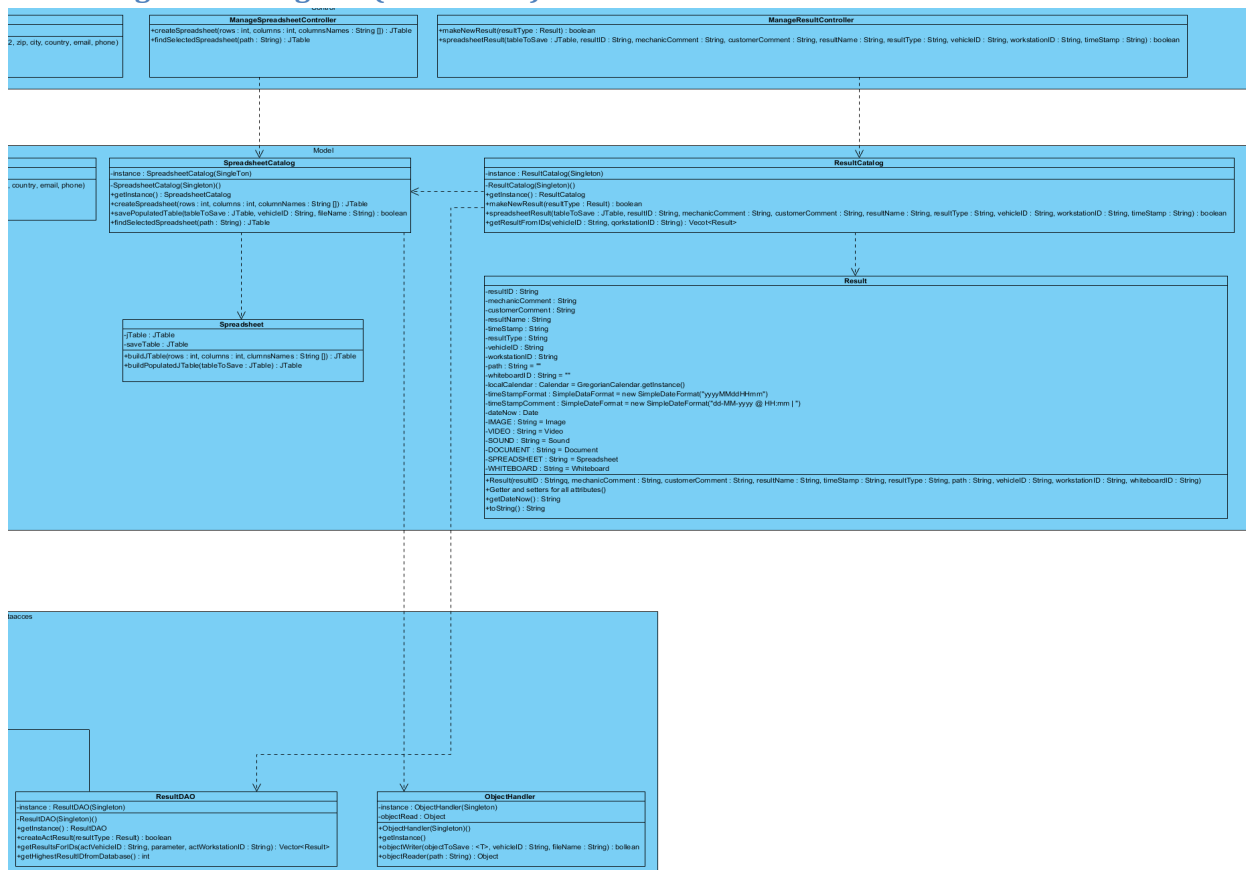 Control
ManageSpreadsheetController
+createSpreadsheet(rows : int, columns : int, columnsNames : String []) : JTable
+findSelectedSpreadsheet(path : String) : JTable
ManageResultController
+makeNewResult(resultType : Result) : boolean
+spreadsheetResult(tableToSave : JTable, resultID : String, mechanicComment : String, customerComment : String, resultName : String, resultType : String, vehicleID : String, workstationID : String, timeStamp : String) : boolean
2, zip, city, country, email, phone)
Model
, country, email, phone)
SpreadsheetCatalog
-instance : SpreadsheetCatalog(SingleTon)
-SpreadsheetCatalog(Singleton)()
+getInstance() : SpreadsheetCatalog
+createSpreadsheet(rows : int, columns : int, columnNames : String []) : JTable
+savePopulatedTable(tableToSave : JTable, vehicleID : String, fileName : String) : boolean
+findSelectedSpreadsheet(path : String) : JTable
ResultCatalog
-instance : ResultCatalog(Singleton)
-ResultCatalog(Singleton)()
+getInstance() : ResultCatalog
+makeNewResult(resultType : Result) : boolean
+spreadsheetResult(tableToSave : JTable, resultID : String, mechanicComment : String, customerComment : String, resultName : String, resultType : String, vehicleID : String, workstationID : String, timeStamp : String) : boolean
+getResultFromIDs(vehicleID : String, qorkstationID : String) : Vecot<Result>
Spreadsheet
-jTable : JTable
-saveTable : JTable
+buildJTable(rows : int, columns : int, clumnsNames : String []) : JTable
+buildPopulatedJTable(tableToSave : JTable) : JTable
Result
-resultID : String
-mechanicComment : String
-customerComment : String
-resultName : String
-timeStamp : String
-resultType : String
-vehicleID : String
-workstationID : String
-path : String = ""
-whiteboardID : String = ""
-localCalendar : Calendar = GregorianCalendar.getInstance()
-timeStampFormat : SimpleDataFormat = new SimpleDateFormat("yyyyMMddHHmm")
-timeStampComment : SimpleDateFormat = new SimpleDateFormat("dd-MM-yyyy @ HH:mm | ")
-dateNow : Date
-IMAGE : String = Image
-VIDEO : String = Video
-SOUND : String = Sound
-DOCUMENT : String = Document
-SPREADSHEET : String = Spreadsheet
-WHITEBOARD : String = Whiteboard
+Result(resultID : Stringq, mechanicComment : String, customerComment : String, resultName : String, timeStamp : String, resultType : String, path : String, vehicleID : String, workstationID : String, whiteboardID : String)
+Getter and setters for all attributes()
+getDateNow() : String
+toString() : String
taacces
ResultDAO
-instance : ResultDAO(Singleton)
-ResultDAO(Singleton)()
+getInstance() : ResultDAO
+createActResult(resultType : Result) : boolean
+getResultsForIDs(actVehicleID : String, parameter, actWorkstationID : String) : Vector<Result>
+getHighestResultIDfromDatabase() : int
ObjectHandler
-instance : ObjectHandler(Singleton)
-objectRead : Object
+ObjectHandler(Singleton)()
+getInstance()
+objectWriter(objectToSave : <T>, vehicleID : String, fileName : String) : bollean
+objectReader(path : String) : Object